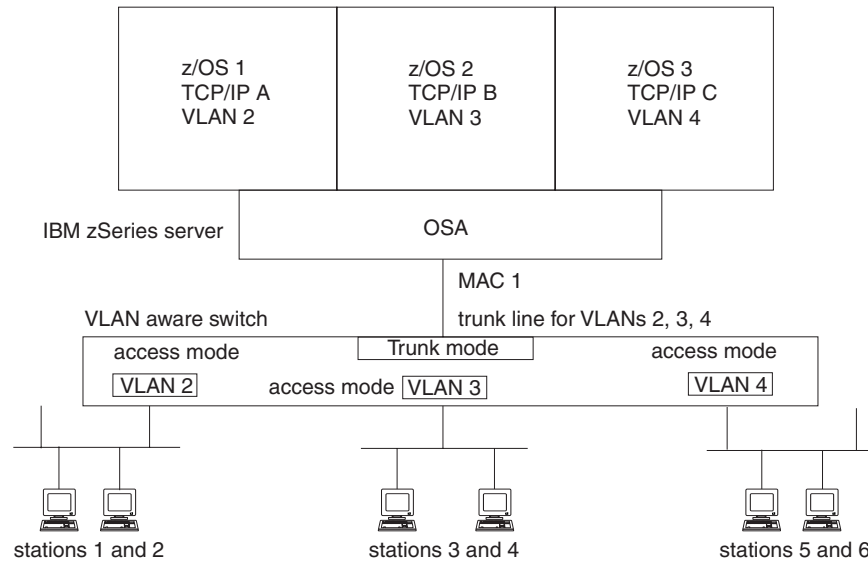 z/OS 1
TCP/IP A
VLAN 2
z/OS 2
TCP/IP B
VLAN 3
z/OS 3
TCP/IP C
VLAN 4
IBM zSeries server
OSA
MAC 1
VLAN aware switch
trunk line for VLANs 2, 3, 4
access mode
Trunk mode
access mode
VLAN 2
access mode
VLAN 3
VLAN 4
stations 1 and 2
stations 3 and 4
stations 5 and 6